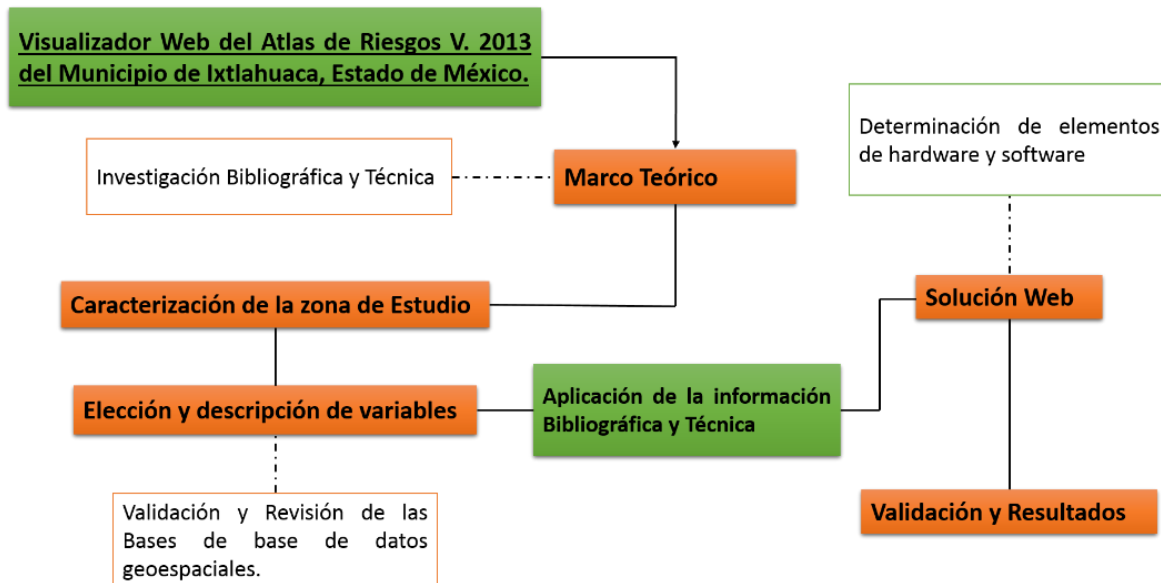 Visualizador Web del Atlas de Riesgos V. 2013
del Municipio de Ixtlahuaca, Estado de México.
Determinación de elementos
de hardware y software
Investigación Bibliográfica y Técnica
Marco Teórico
Caracterización de la zona de Estudio
Solución Web
Elección y descripción de variables
Aplicación de la información
Bibliográfica y Técnica
Validación y Revisión de las
Bases de base de datos
geoespaciales.
Validación y Resultados